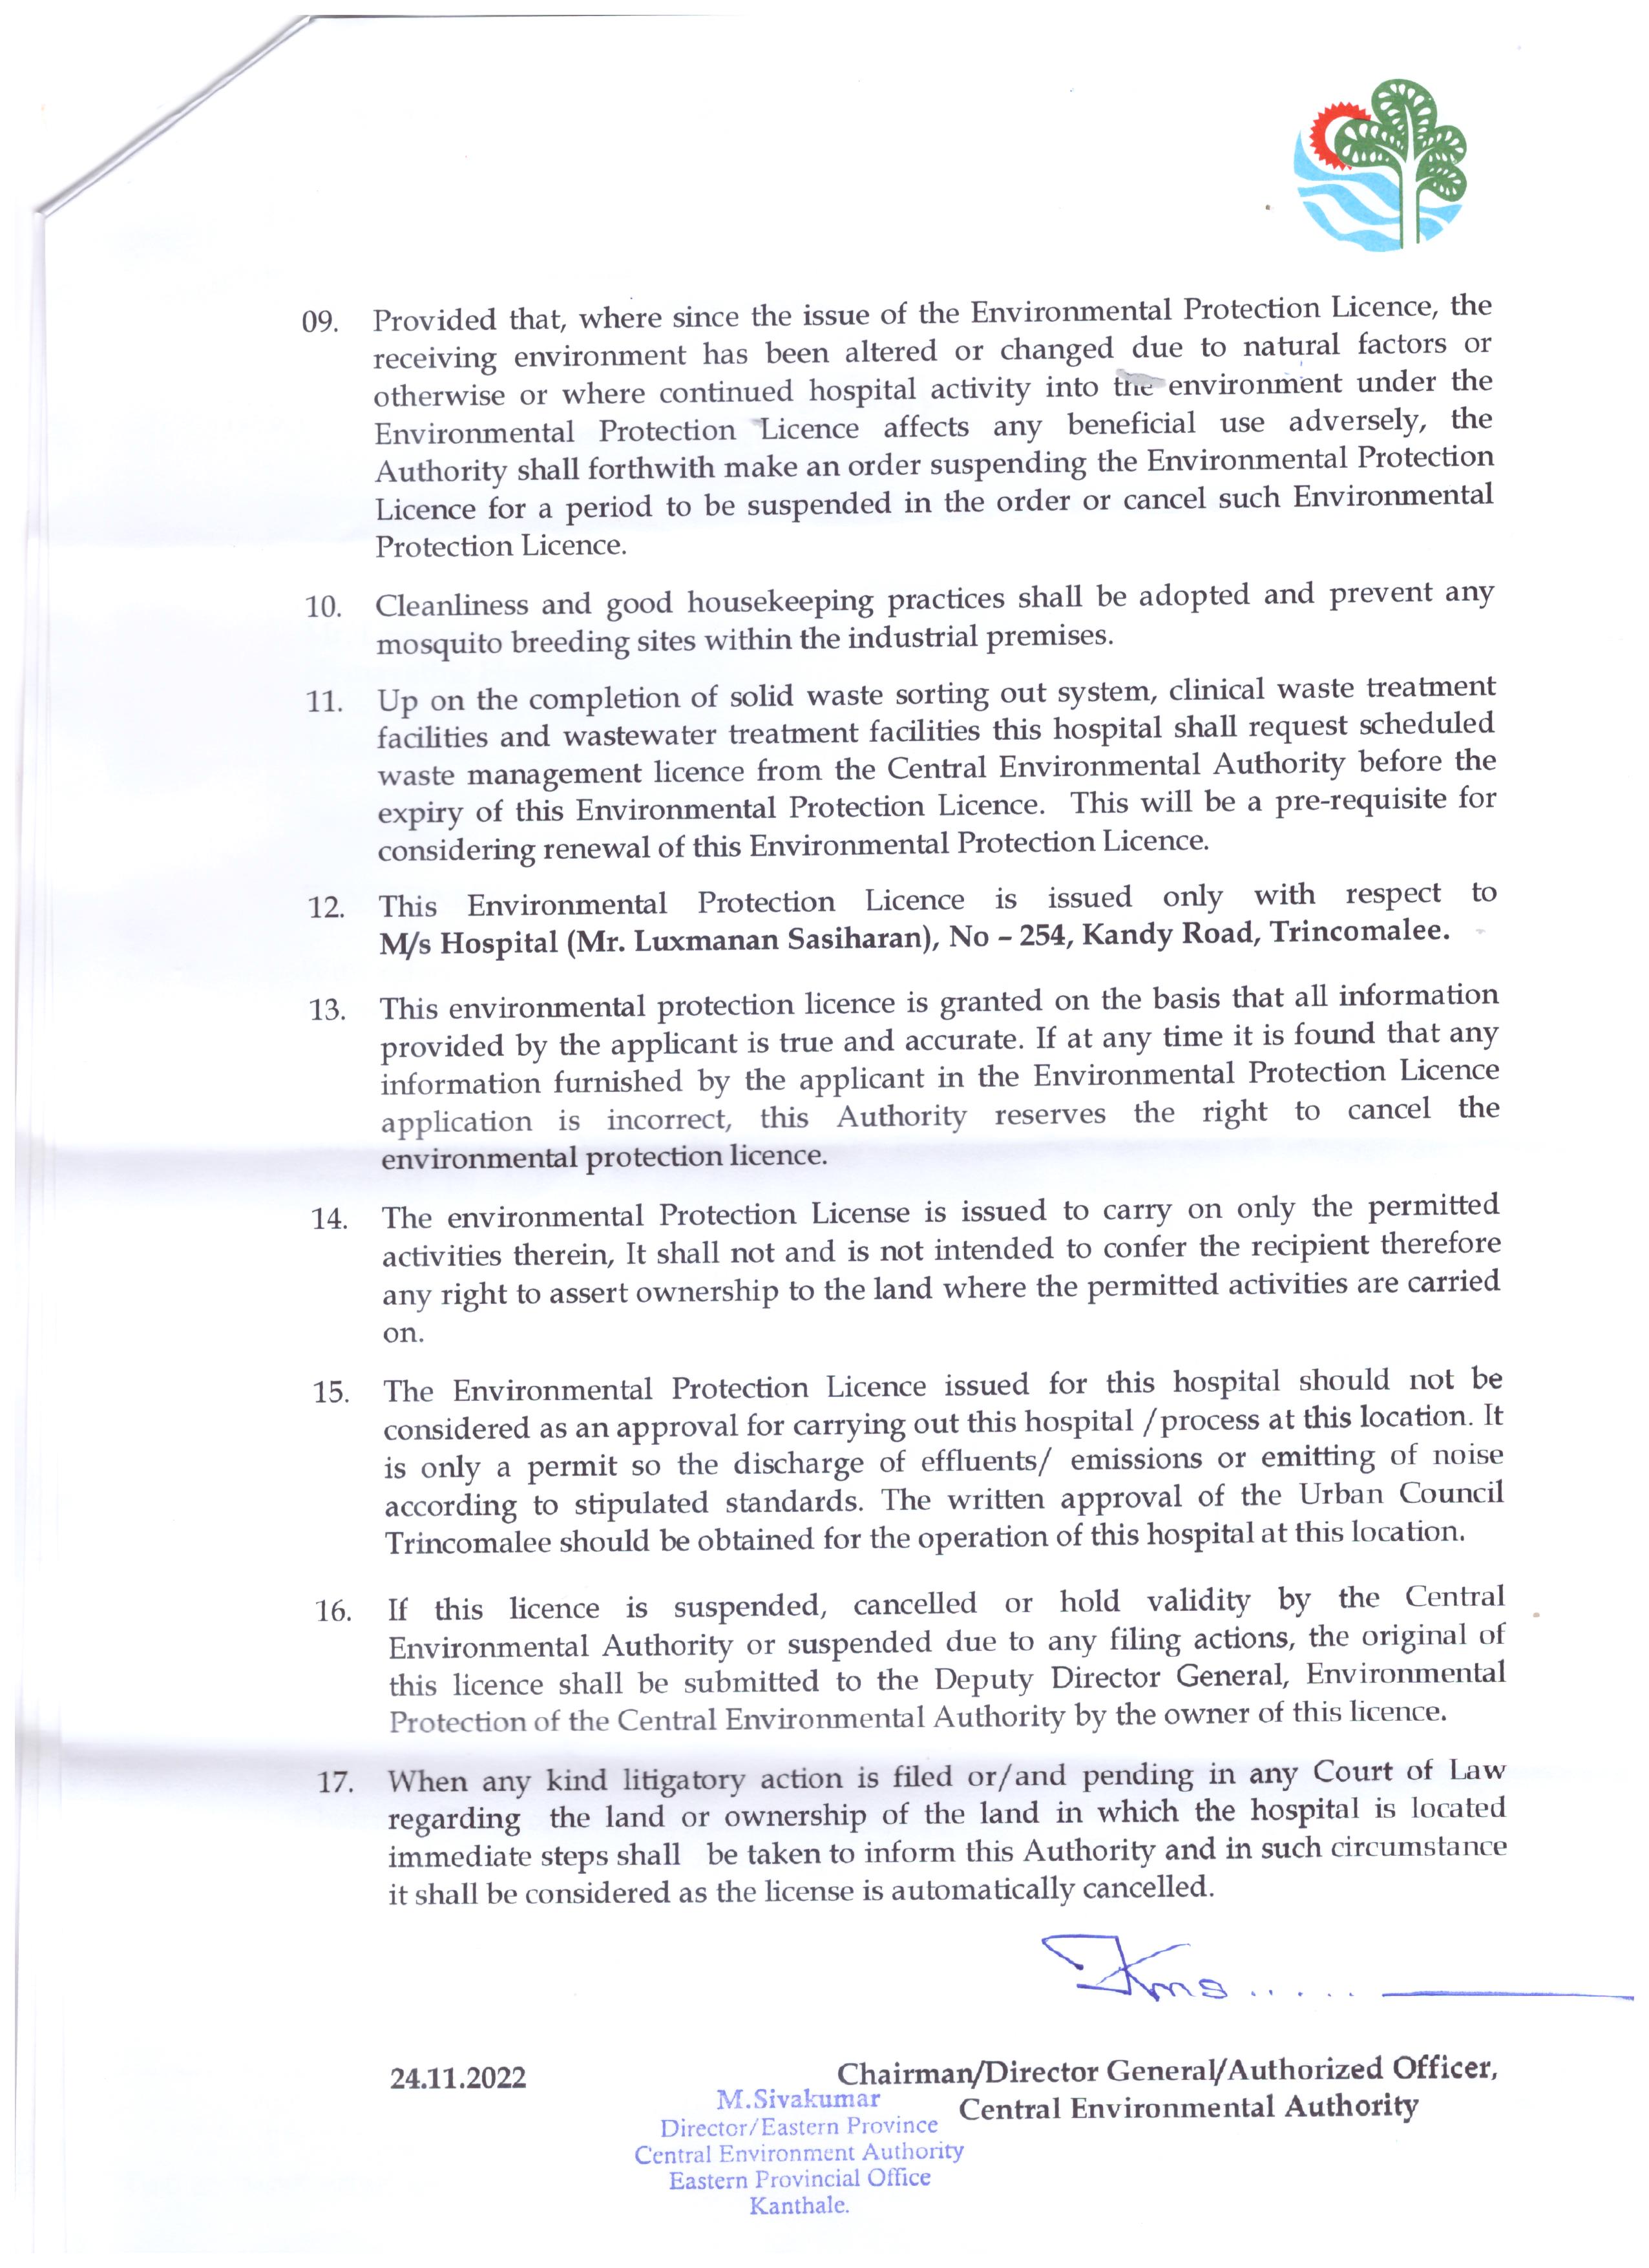 09. Provided that, where since the issue of the Environmental Protection Licence, the
receiving environment has been altered or changed due to natural factors or
otherwise or where continued hospital activity into the environment under the
Environmental Protection Licence affects any beneficial use adversely, the
Authority shall forthwith make an order suspending the Environmental Protection
Licence for a period to be suspended in the order or cancel such Environmental
Protection Licence.
10. Cleanliness and good housekeeping practices shall be adopted and prevent any
mosquito breeding sites within the industrial premises.
11. Up on the completion of solid waste sorting out system, clinical waste treatment
facilities and wastewater treatment facilities this hospital shall request scheduled
waste management licence from the Central Environmental Authority before the
expiry of this Environmental Protection Licence. This will be a pre-requisite for
considering renewal of this Environmental Protection Licence.
12. This Environmental Protection Licence is issued only with respect to
M/s Hospital (Mr. Luxmanan Sasiharan), No – 254, Kandy Road, Trincomalee.
13. This environmental protection licence is granted on the basis that all information
provided by the applicant is true and accurate. If at any time it is found that any
information furnished by the applicant in the Environmental Protection Licence
application is incorrect, this Authority reserves the right to cancel the
environmental protection licence.
14. The environmental Protection License is issued to carry on only the permitted
activities therein, It shall not and is not intended to confer the recipient therefore
any right to assert ownership to the land where the permitted activities are carried
on.
15. The Environmental Protection Licence issued for this hospital should not be
considered as an approval for carrying out this hospital /process at this location. It
is only a permit so the discharge of effluents/ emissions or emitting of noise
according to stipulated standards. The written approval of the Urban Council
Trincomalee should be obtained for the operation of this hospital at this location.
16. If this licence is suspended, cancelled or hold validity by the Central
Environmental Authority or suspended due to any filing actions, the original of
this licence shall be submitted to the Deputy Director General, Environmental
Protection of the Central Environmental Authority by the owner of this licence.
17. When any kind litigatory action is filed or/and pending in any Court of Law
regarding the land or ownership of the land in which the hospital is located
immediate steps shall be taken to inform this Authority and in such circumstance
it shall be considered as the license is automatically cancelled.
24.11.2022
Chairman/Director General/Authorized Officer,
Central Environmental Authority
M.Sivakumar
Director/Eastern Province
Central Environment Authority
Eastern Provincial Office
Kanthale.